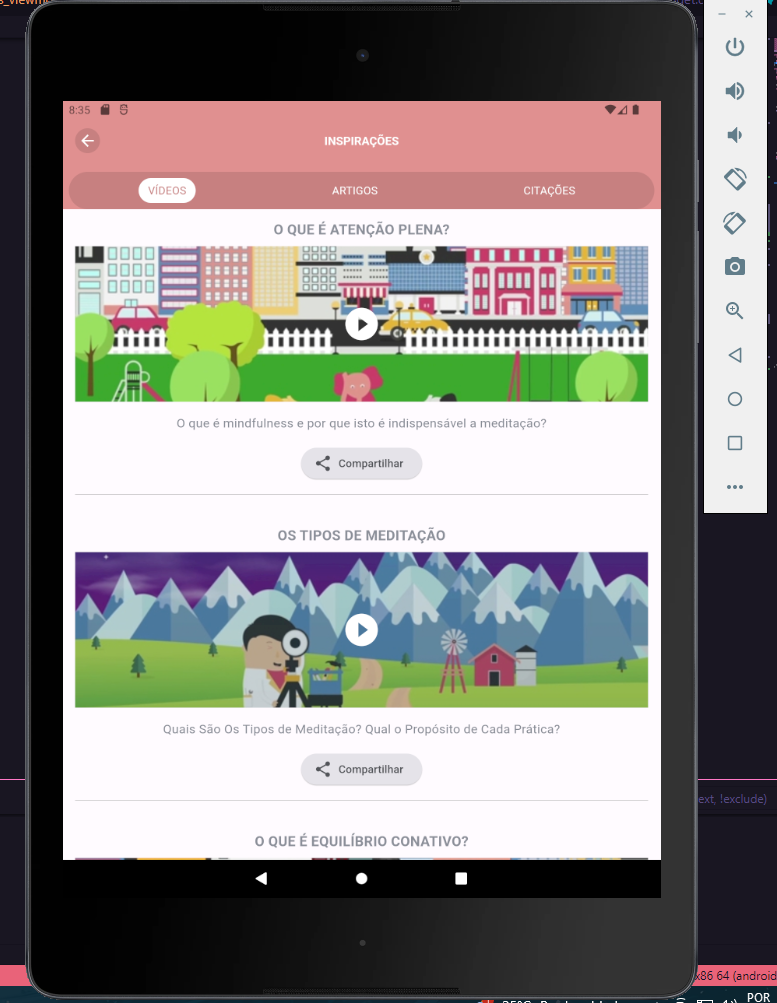 8:35
INSPIRAÇÕES
VÍDEOS
ARTIGOS
CITAÇÕES
O QUE É ATENÇÃO PLENA?
O que é mindfulness e por que isto é indispensável a meditação?
Compartilhar
OS TIPOS DE MEDITAÇÃO
Quais São Os Tipos de Meditação? Qual o Propósito de Cada Prática?
Compartilhar
ext, !exclude)
O QUE É EQUILÍBRIO CONATIVO?
x86 64 (android
POR